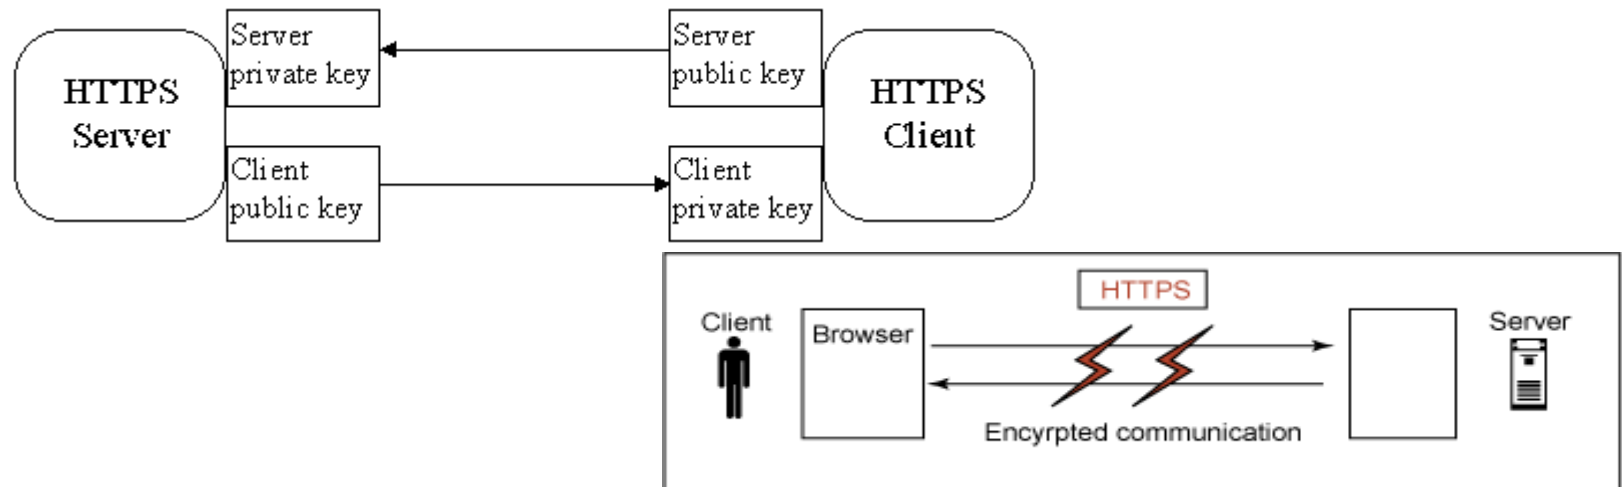 HTTPS
Server
Server
private key
Server
public key
HTTPS
Client
Client
public key
Client
private key
HTTPS
Client
Browser
Server
Encyrpted communication